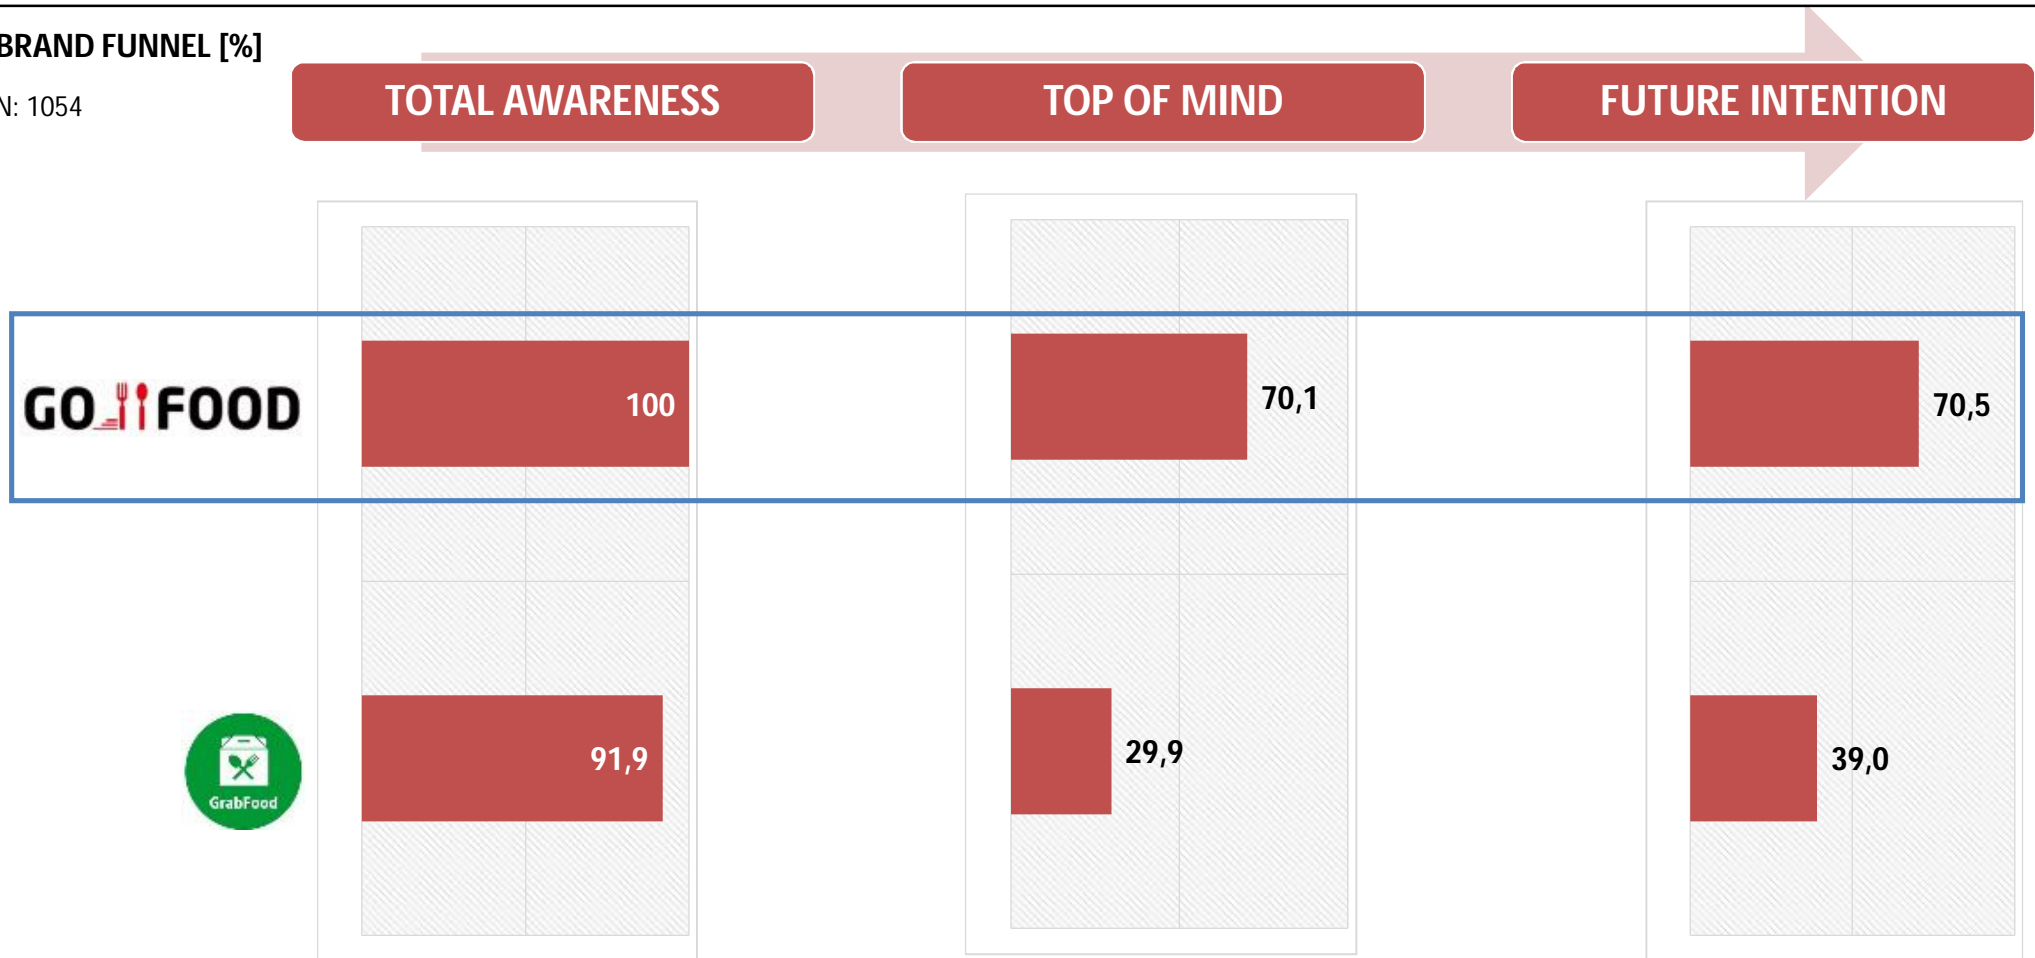 BRAND FUNNEL [%]
N: 1054
TOTAL AWARENESS
TOP OF MIND
FUTURE INTENTION
GO FOOD
100
70,1
70,5
GrabFood
91,9
29,9
39,0